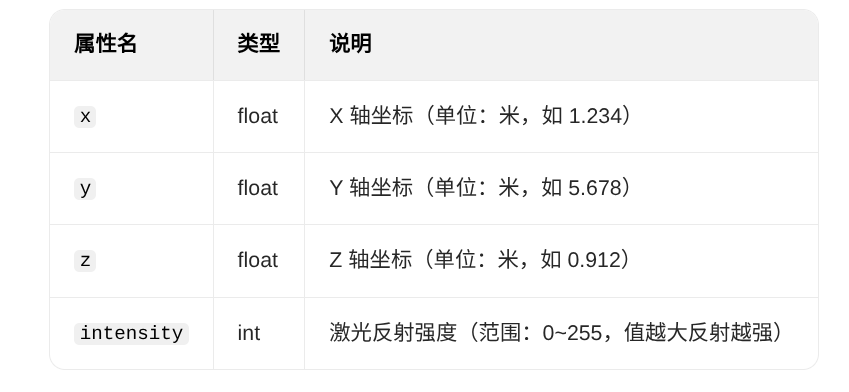 属性名 类型 说明
x float X 轴坐标（单位：米，如 1.234）
y float Y 轴坐标（单位：米，如 5.678）
z float Z 轴坐标（单位：米，如 0.912）
intensity int 激光反射强度（范围：0~255，值越大反射越强）